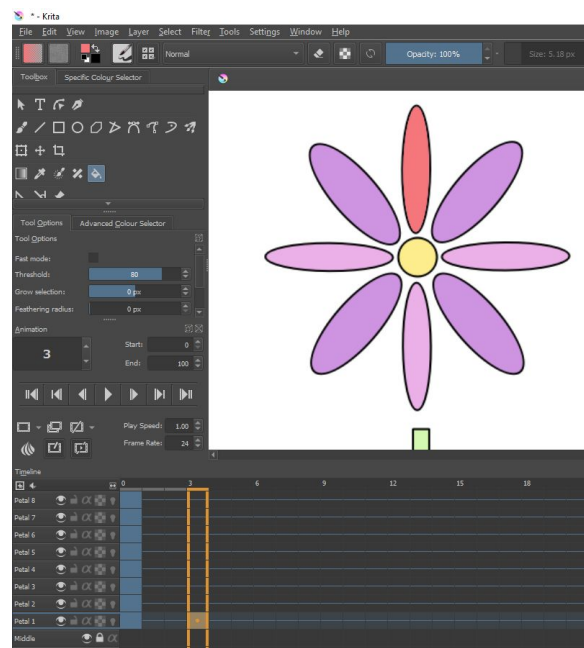 * - Krita
File Edit View Image Layer Select Filter Tools Settings Window Help
Normal
Opacity: 100%
Size: 5.18 px
Toolbox
Specific Colour Selector
T
Tool Options
Advanced Colour Selector
Tool Options
Fast mode:
Threshold: 80
Grow selection: 0 px
Feathering radius: 0 px
Animation
3
Start: 0
End: 100
Play Speed: 1.00
Frame Rate: 24
Timeline
0 3 6 9 12 15 18
Petal 8
Petal 7
Petal 6
Petal 5
Petal 4
Petal 3
Petal 2
Petal 1
Middle